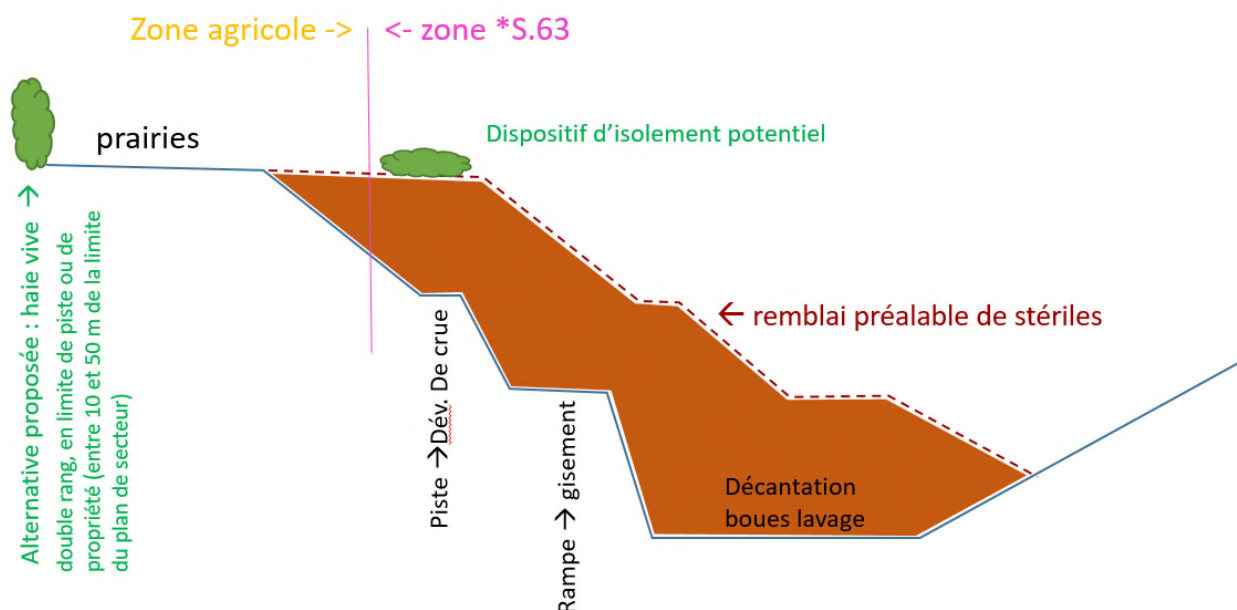 Zone agricole -> <- zone *S.63
prairies
Dispositif d’isolement potentiel
Alternative proposée : haie vive →
double rang, en limite de piste ou de
propriété (entre 10 et 50 m de la limite
du plan de secteur)
← remblai préalable de stériles
Piste →Dév. De crue
Rampe → gisement
Décantation
boues lavage